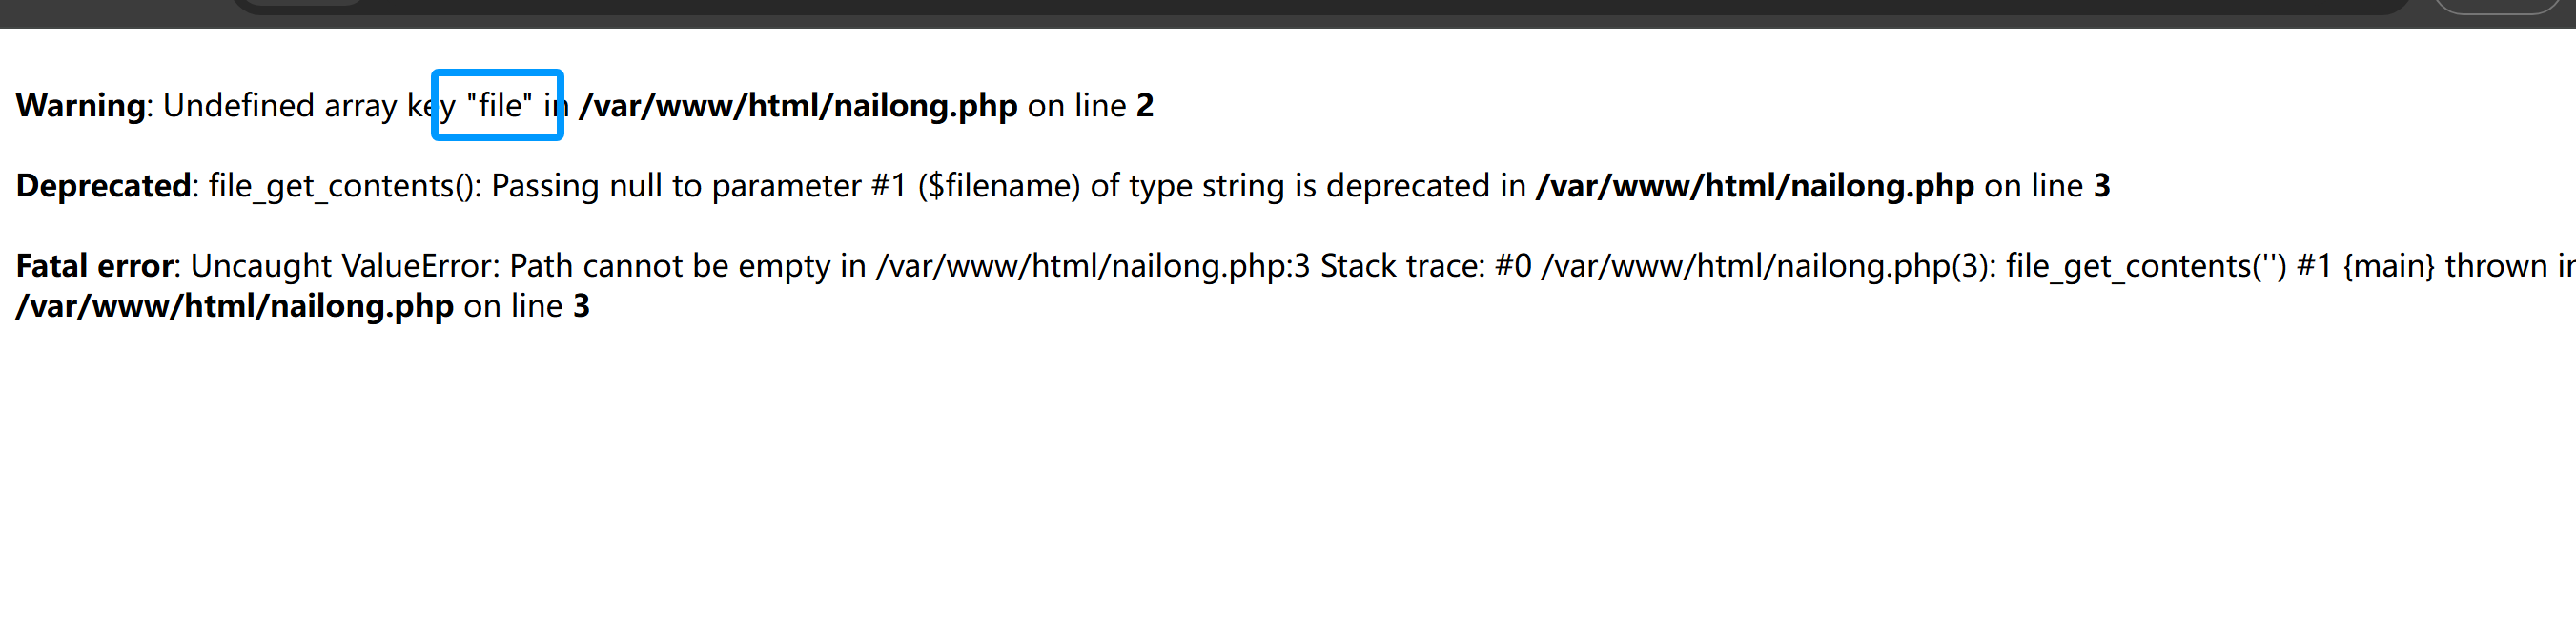 Warning: Undefined array key "file" in /var/www/html/nailong.php on line 2
Deprecated: file_get_contents(): Passing null to parameter #1 ($filename) of type string is deprecated in /var/www/html/nailong.php on line 3
Fatal error: Uncaught ValueError: Path cannot be empty in /var/www/html/nailong.php:3 Stack trace: #0 /var/www/html/nailong.php(3): file_get_contents('') #1 {main} thrown in
/var/www/html/nailong.php on line 3